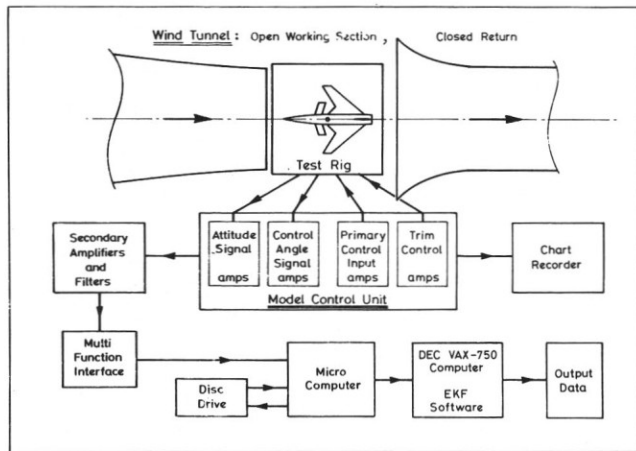 Wind Tunnel : Open Working Section , Closed Return
Test Rig
Attitude
Signal
amps
Control
Angle
Signal
amps
Primary
Control
Input
amps
Trim
Control
amps
Model Control Unit
Secondary
Amplifiers
and
Filters
Chart
Recorder
Multi
Function
Interface
Disc
Drive
Micro
Computer
DEC VAX-750
Computer
EKF
Software
Output
Data